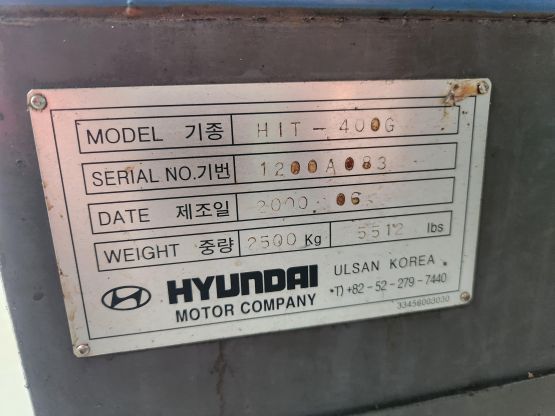 MODEL 기종 HIT-400G
SERIAL NO.기번 1200A083
DATE 제조일 2000.06
WEIGHT 중량 2500 Kg 5512 lbs
HYUNDAI ULSAN KOREA
MOTOR COMPANY T) +82-52-279-7440
33458003030